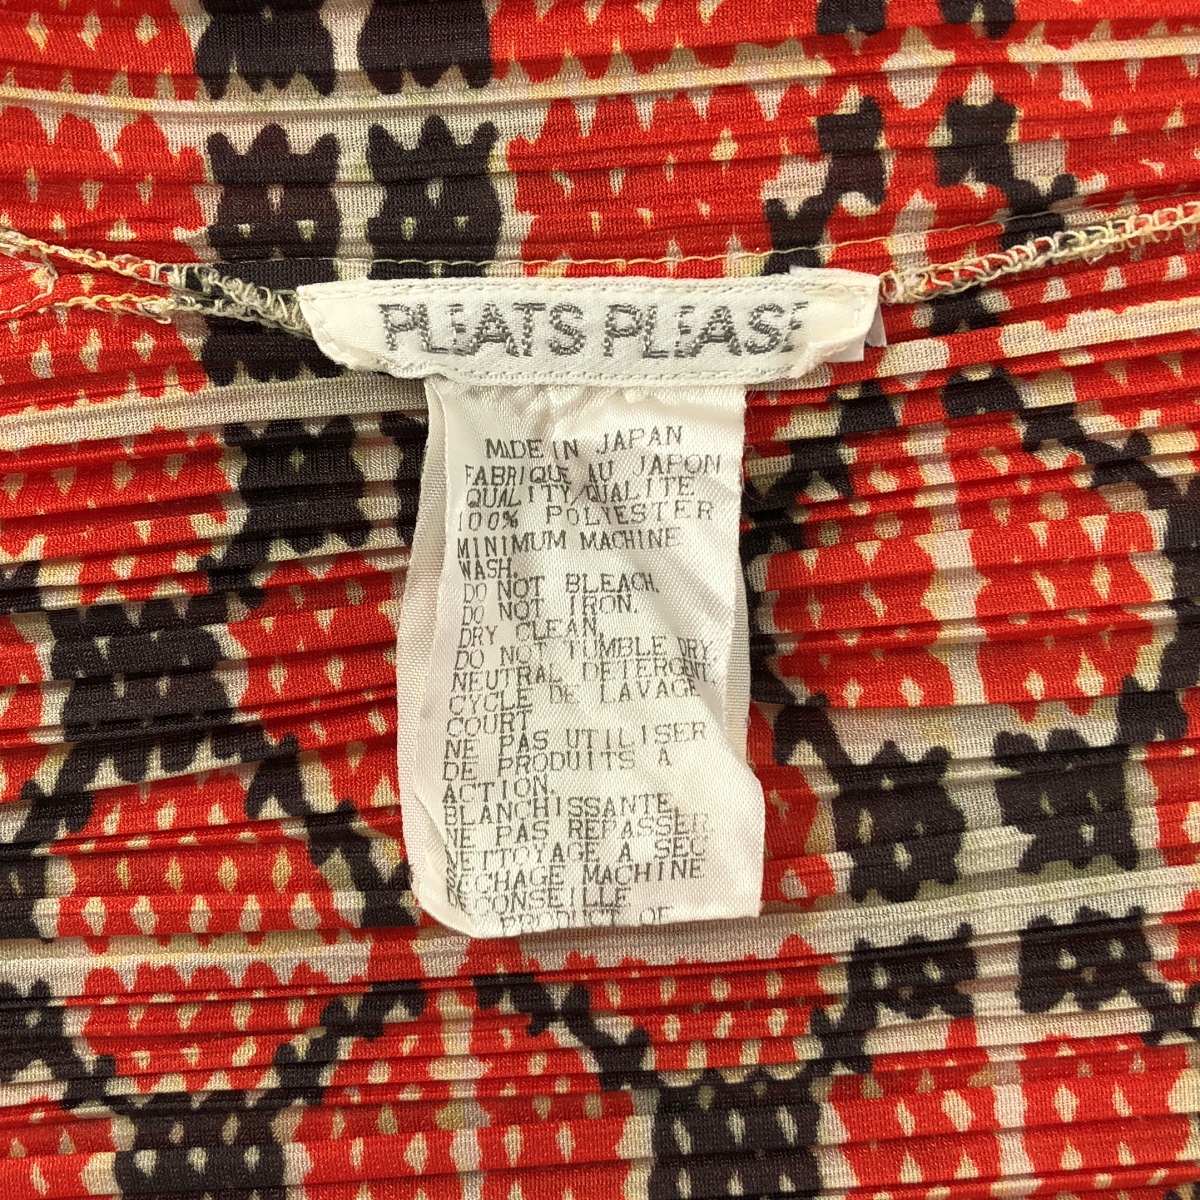 PLEATS PLEASE
MADE IN JAPAN
FABRIQUE AU JAPON
QUALITY/QUALITE
100% POLYESTER
MINIMUM MACHINE
WASH.
DO NOT BLEACH.
DO NOT IRON.
DRY CLEAN.
DO NOT TUMBLE DRY.
NEUTRAL DETERGENT.
CYCLE DE LAVAGE
COURT
NE PAS UTILISER
DE PRODUITS A
ACTION.
BLANCHISSANTE,
NE PAS REPASSER
NETTOYAGE A SEC
SECHAGE MACHINE
DECONSEILLE
PRODUCT OF